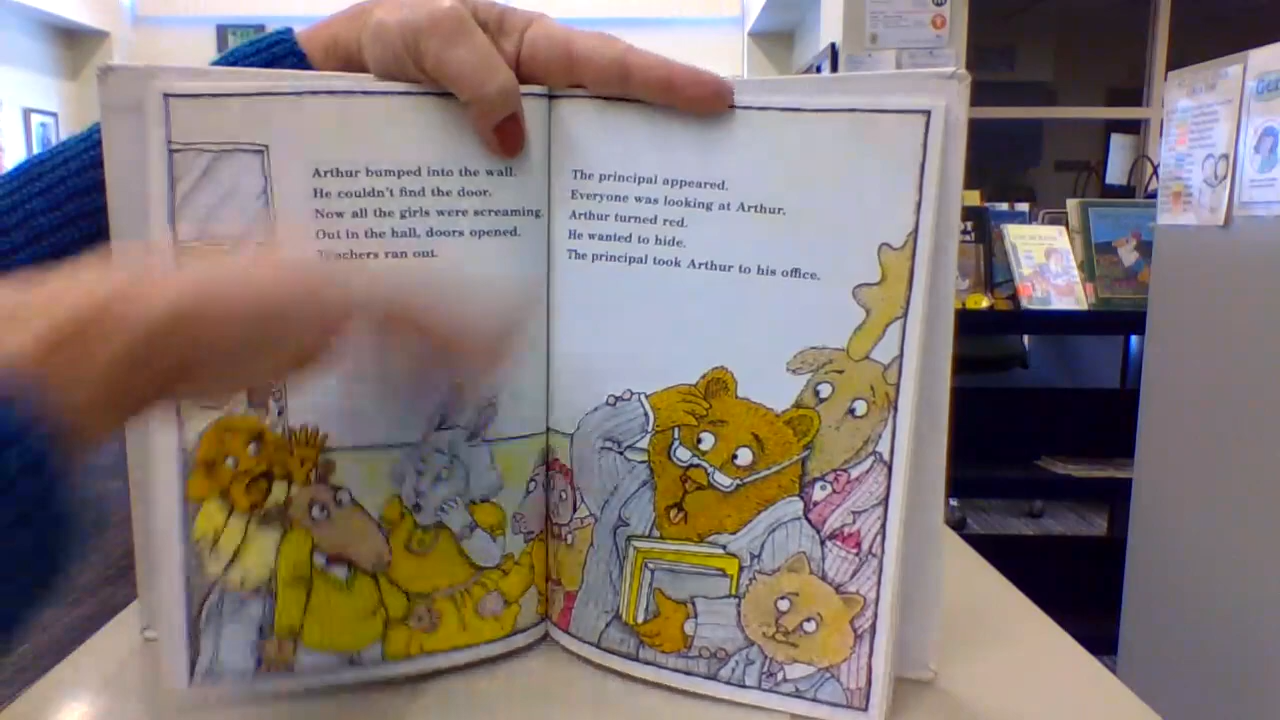 Arthur bumped into the wall.
He couldn't find the door.
Now all the girls were screaming.
Out in the hall, doors opened.
Teachers ran out.
The principal appeared.
Everyone was looking at Arthur.
Arthur turned red.
He wanted to hide.
The principal took Arthur to his office.